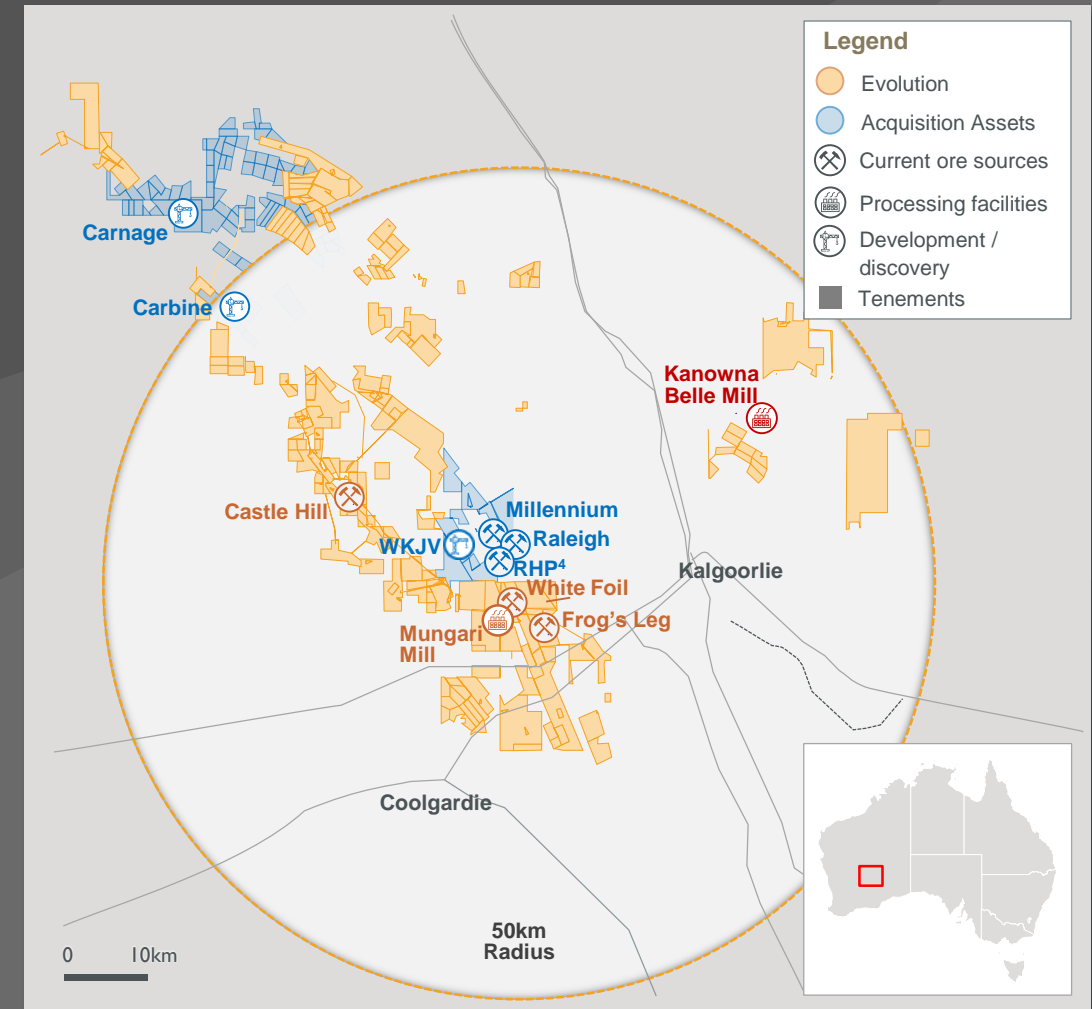 Legend
Evolution
Acquisition Assets
Current ore sources
Processing facilities
Development /
discovery
Tenements
Carnage
Carbine
Kanowna
Belle Mill
Castle Hill
Millennium
WKJV
Raleigh
RHP⁴
White Foil
Kalgoorlie
Frog's Leg
Mungari
Mill
Coolgardie
50km
Radius
0 10km